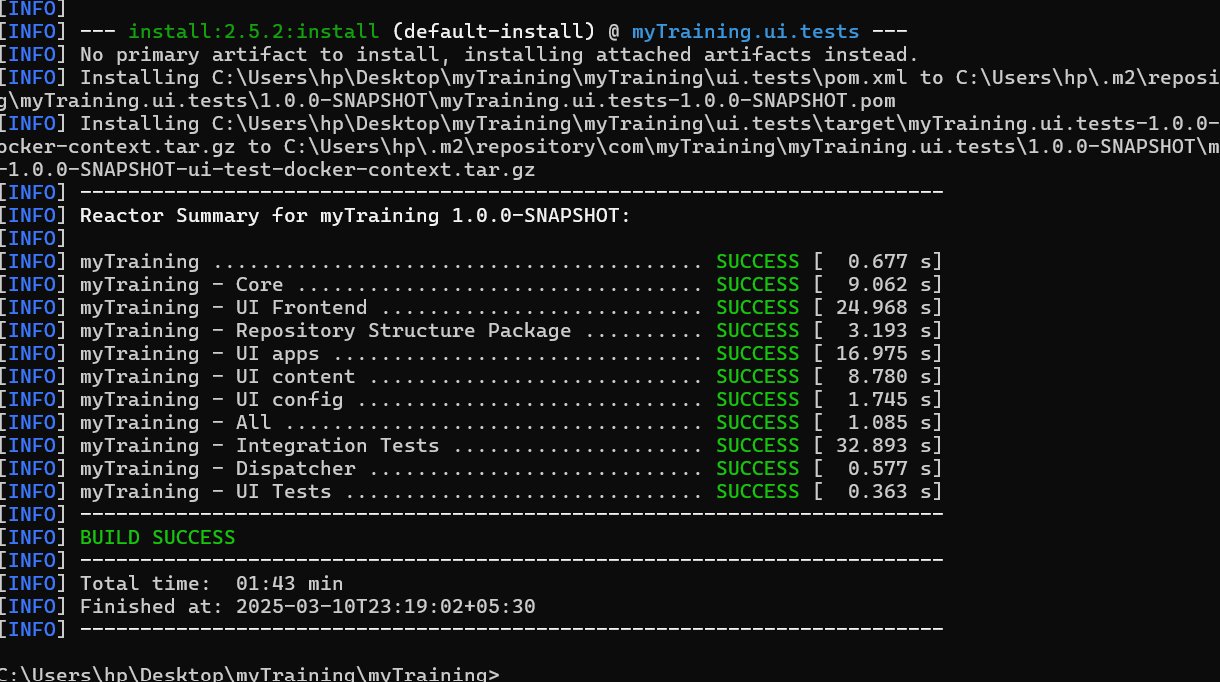 [INFO]
[INFO] --- install:2.5.2:install (default-install) @ myTraining.ui.tests ---
[INFO] No primary artifact to install, installing attached artifacts instead.
[INFO] Installing C:\Users\hp\Desktop\myTraining\myTraining\ui.tests\pom.xml to C:\Users\hp\.m2\reposi
g\myTraining.ui.tests\1.0.0-SNAPSHOT\myTraining.ui.tests-1.0.0-SNAPSHOT.pom
[INFO] Installing C:\Users\hp\Desktop\myTraining\myTraining\ui.tests\target\myTraining.ui.tests-1.0.0-
ocker-context.tar.gz to C:\Users\hp\.m2\repository\com\myTraining\myTraining.ui.tests\1.0.0-SNAPSHOT\m
-1.0.0-SNAPSHOT-ui-test-docker-context.tar.gz
[INFO] ------------------------------------------------------------------------
[INFO] Reactor Summary for myTraining 1.0.0-SNAPSHOT:
[INFO]
[INFO] myTraining ......................................... SUCCESS [  0.677 s]
[INFO] myTraining - Core .................................. SUCCESS [  9.062 s]
[INFO] myTraining - UI Frontend ........................... SUCCESS [ 24.968 s]
[INFO] myTraining - Repository Structure Package .......... SUCCESS [  3.193 s]
[INFO] myTraining - UI apps ............................... SUCCESS [ 16.975 s]
[INFO] myTraining - UI content ............................ SUCCESS [  8.780 s]
[INFO] myTraining - UI config ............................. SUCCESS [  1.745 s]
[INFO] myTraining - All ................................... SUCCESS [  1.085 s]
[INFO] myTraining - Integration Tests ..................... SUCCESS [ 32.893 s]
[INFO] myTraining - Dispatcher ............................ SUCCESS [  0.577 s]
[INFO] myTraining - UI Tests .............................. SUCCESS [  0.363 s]
[INFO] ------------------------------------------------------------------------
[INFO] BUILD SUCCESS
[INFO] ------------------------------------------------------------------------
[INFO] Total time:  01:43 min
[INFO] Finished at: 2025-03-10T23:19:02+05:30
[INFO] ------------------------------------------------------------------------
C:\Users\hp\Desktop\myTraining\myTraining>